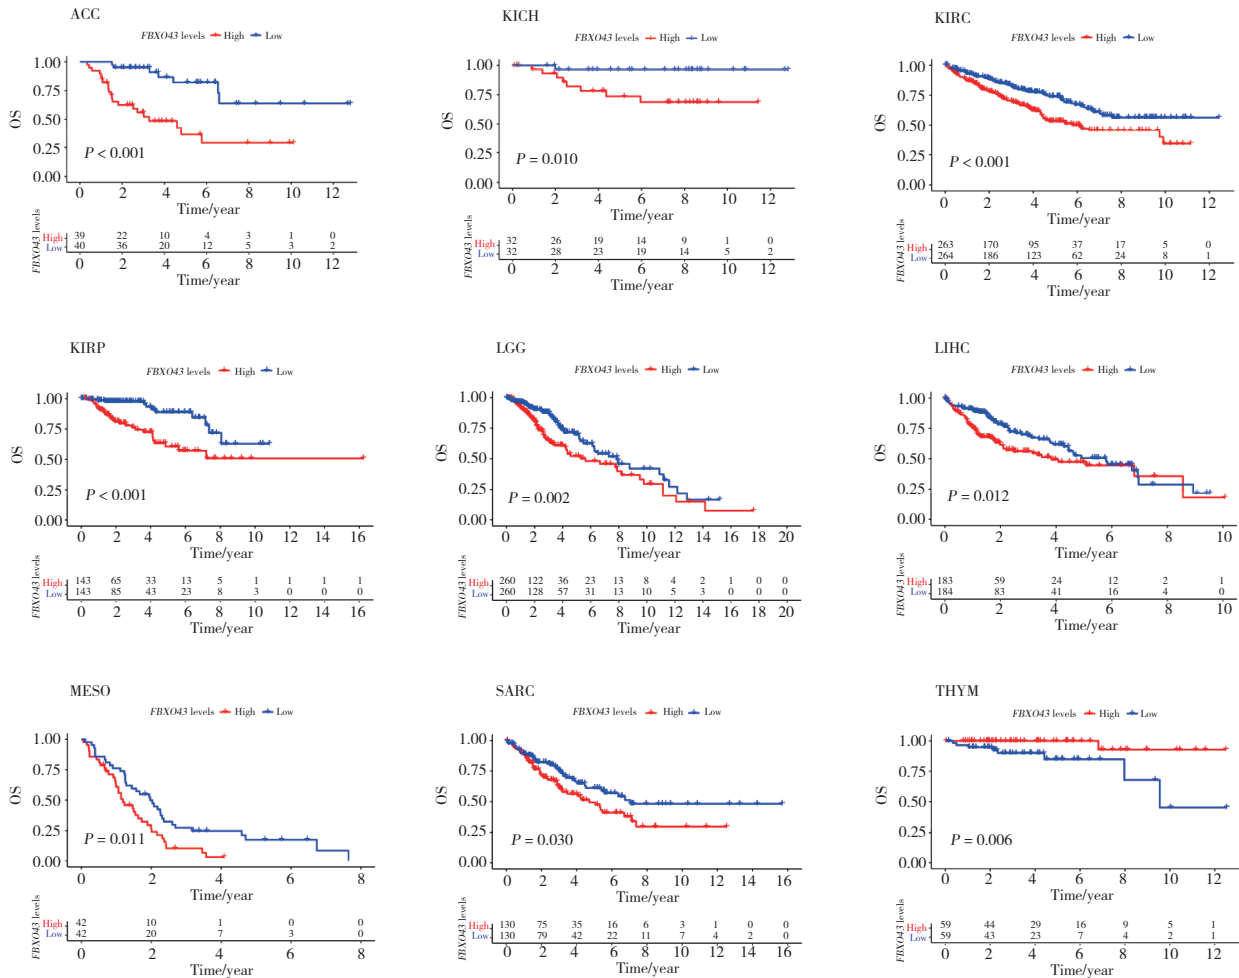 ACC
FBXO43 levels High Low
1.00
0.75
0.50
0.25
0.00
OS
P < 0.001
0 2 4 6 8 10 12
Time/year
FBXO43 levels
High 39 22 10 4 3 1 0
Low 40 36 20 12 5 3 2
0 2 4 6 8 10 12
Time/year
KICH
FBXO43 levels High Low
1.00
0.75
0.50
0.25
0.00
OS
P = 0.010
0 2 4 6 8 10 12
Time/year
FBXO43 levels
High 32 26 19 14 9 1 0
Low 32 28 23 19 14 5 2
0 2 4 6 8 10 12
Time/year
KIRC
FBXO43 levels High Low
1.00
0.75
0.50
0.25
0.00
OS
P < 0.001
0 2 4 6 8 10 12
Time/year
FBXO43 levels
High 263 170 95 37 17 5 0
Low 264 186 123 62 24 8 1
0 2 4 6 8 10 12
Time/year
KIRP
FBXO43 levels High Low
1.00
0.75
0.50
0.25
0.00
OS
P < 0.001
0 2 4 6 8 10 12 14 16
Time/year
FBXO43 levels
High 143 65 33 13 5 1 1 1 1
Low 143 85 43 23 8 3 0 0 0
0 2 4 6 8 10 12 14 16
Time/year
LGG
FBXO43 levels High Low
1.00
0.75
0.50
0.25
0.00
OS
P = 0.002
0 2 4 6 8 10 12 14 16 18 20
Time/year
FBXO43 levels
High 260 122 36 23 13 8 4 2 1 0 0
Low 260 128 57 31 13 10 5 3 0 0 0
0 2 4 6 8 10 12 14 16 18 20
Time/year
LIHC
FBXO43 levels High Low
1.00
0.75
0.50
0.25
0.00
OS
P = 0.012
0 2 4 6 8 10
Time/year
FBXO43 levels
High 183 59 24 12 2 1
Low 184 83 41 16 4 0
0 2 4 6 8 10
Time/year
MESO
FBXO43 levels High Low
1.00
0.75
0.50
0.25
0.00
OS
P = 0.011
0 2 4 6 8
Time/year
FBXO43 levels
High 42 10 1 0 0
Low 42 20 7 3 0
0 2 4 6 8
Time/year
SARC
FBXO43 levels High Low
1.00
0.75
0.50
0.25
0.00
OS
P = 0.030
0 2 4 6 8 10 12 14 16
Time/year
FBXO43 levels
High 130 75 35 16 6 3 1 0 0
Low 130 79 42 22 11 7 4 2 0
0 2 4 6 8 10 12 14 16
Time/year
THYM
FBXO43 levels High Low
1.00
0.75
0.50
0.25
0.00
OS
P = 0.006
0 2 4 6 8 10 12
Time/year
FBXO43 levels
High 59 44 29 16 9 5 1
Low 59 43 23 7 4 2 1
0 2 4 6 8 10 12
Time/year